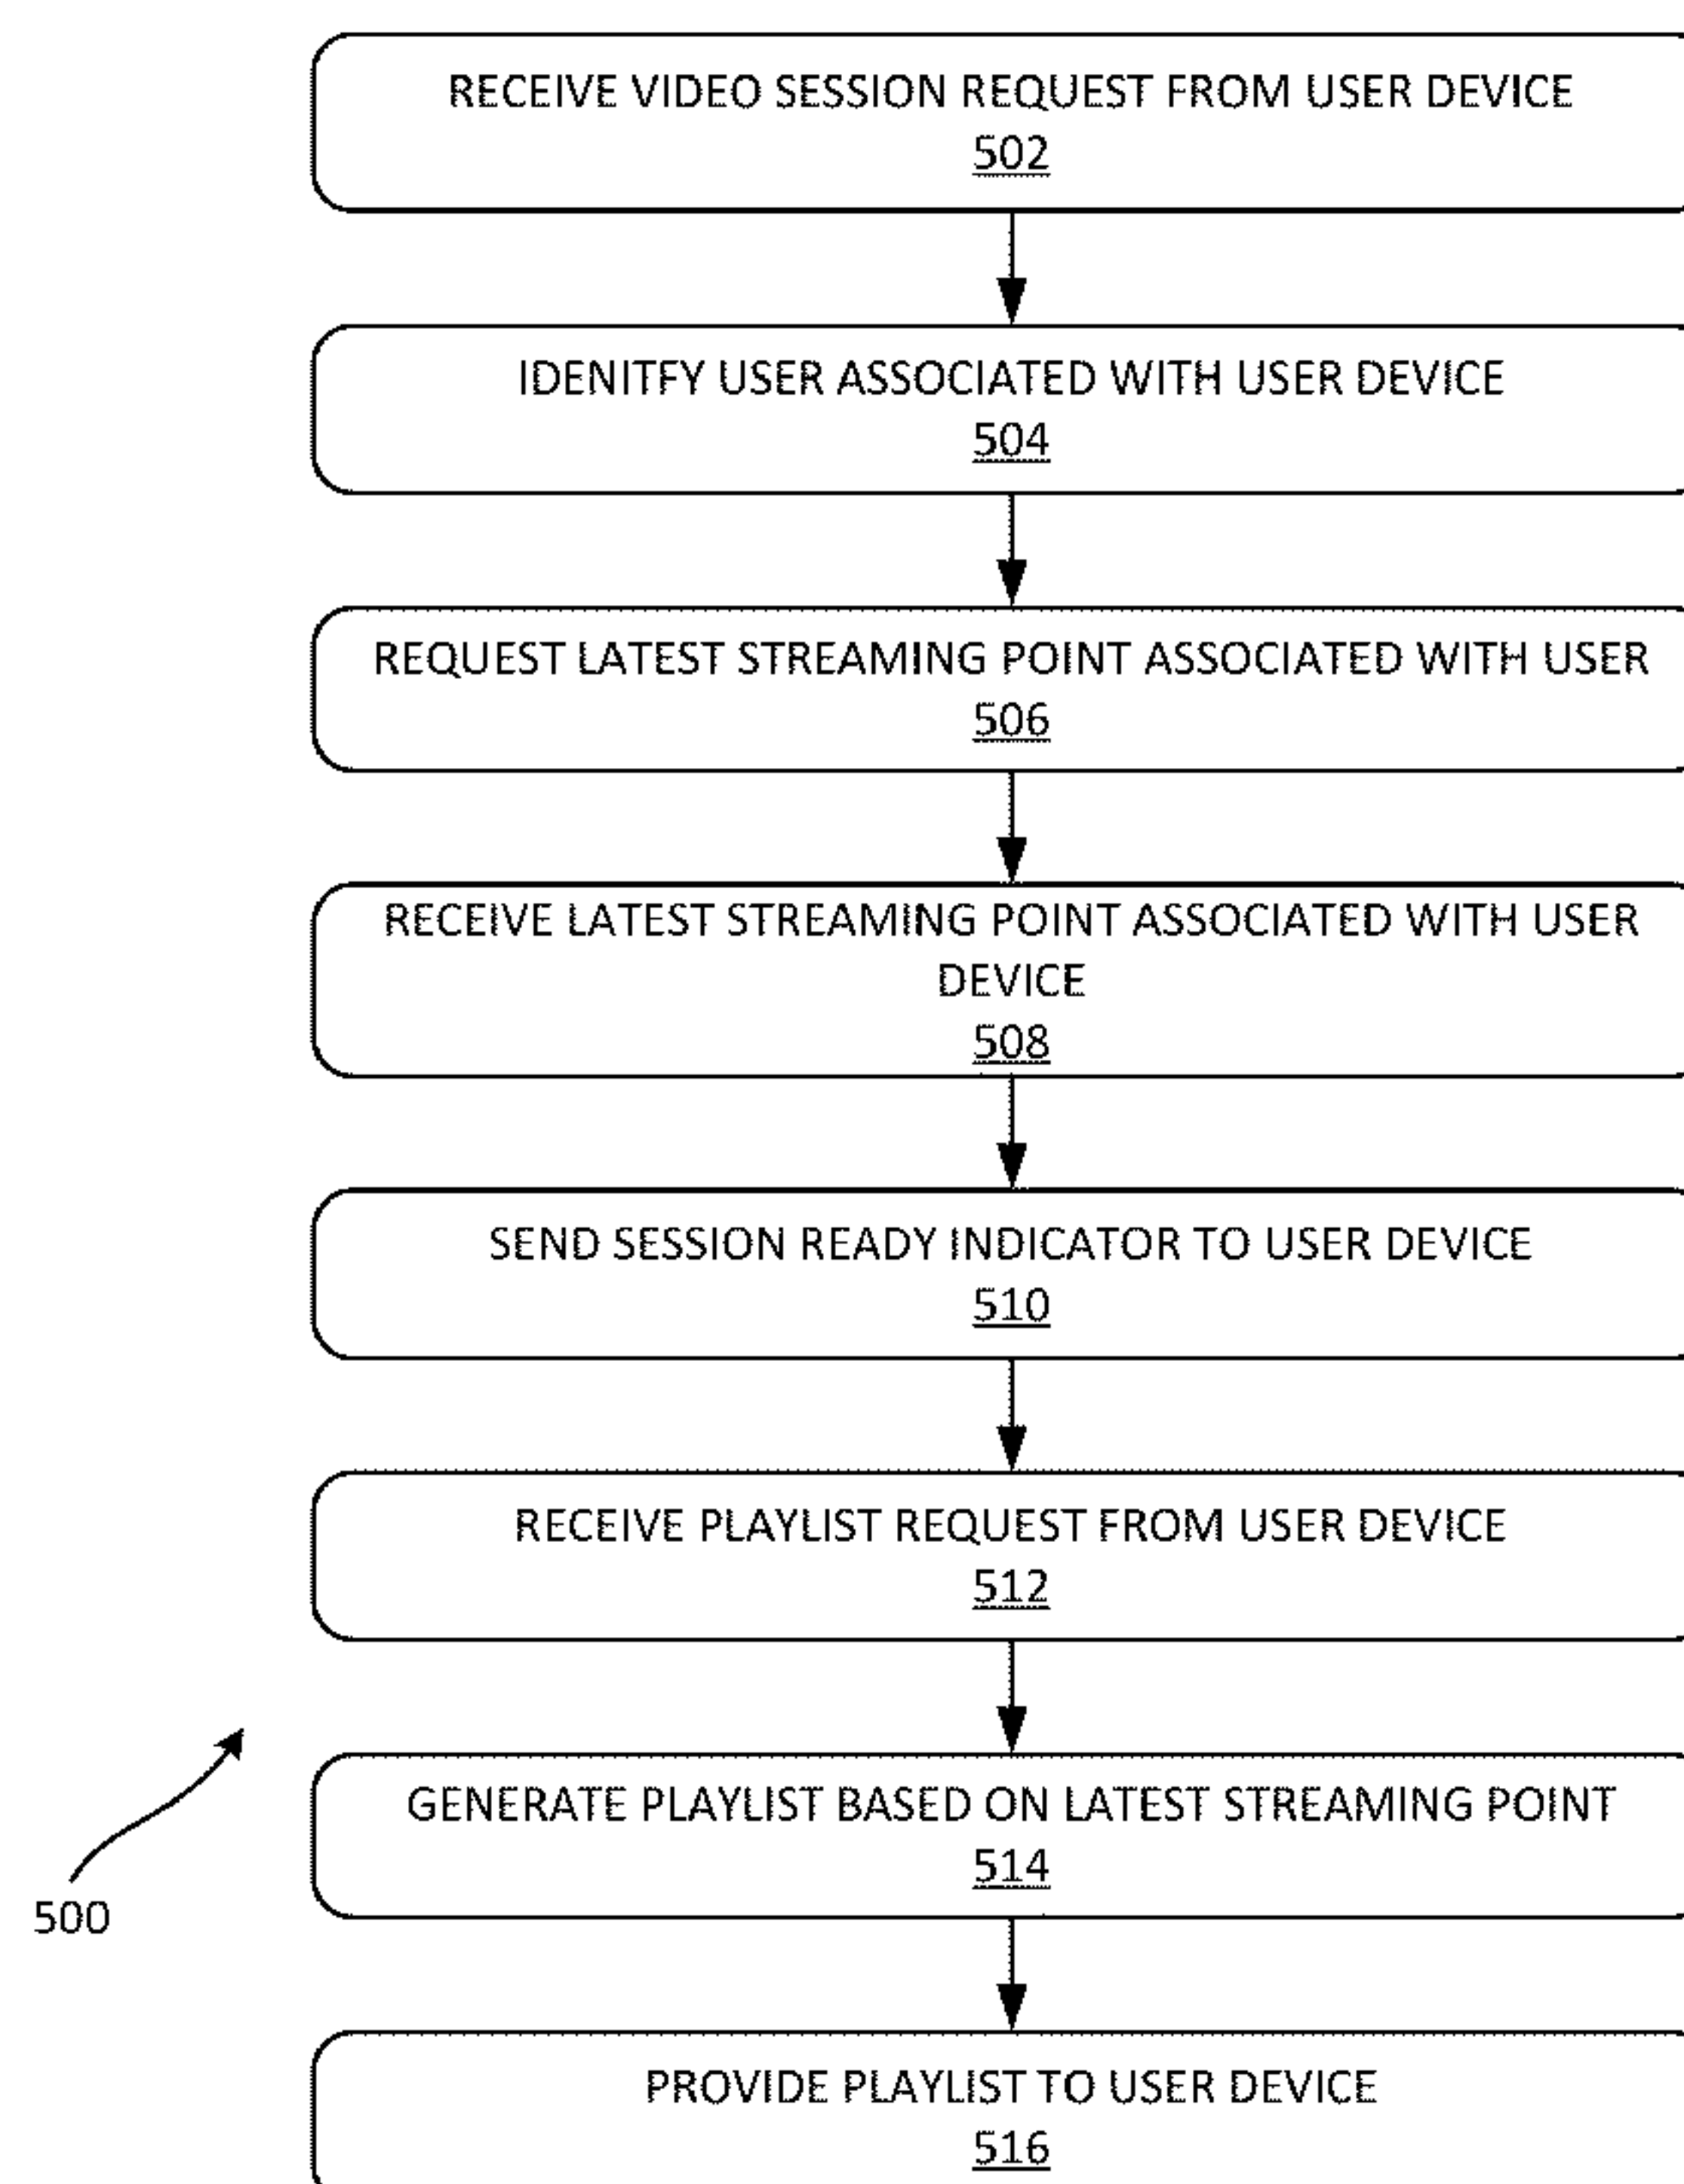 RECEIVE VIDEO SESSION REQUEST FROM USER DEVICE
502
IDENITFY USER ASSOCIATED WITH USER DEVICE
504
REQUEST LATEST STREAMING POINT ASSOCIATED WITH USER
506
RECEIVE LATEST STREAMING POINT ASSOCIATED WITH USER
DEVICE
508
SEND SESSION READY INDICATOR TO USER DEVICE
510
RECEIVE PLAYLIST REQUEST FROM USER DEVICE
512
GENERATE PLAYLIST BASED ON LATEST STREAMING POINT
514
500
PROVIDE PLAYLIST TO USER DEVICE
516